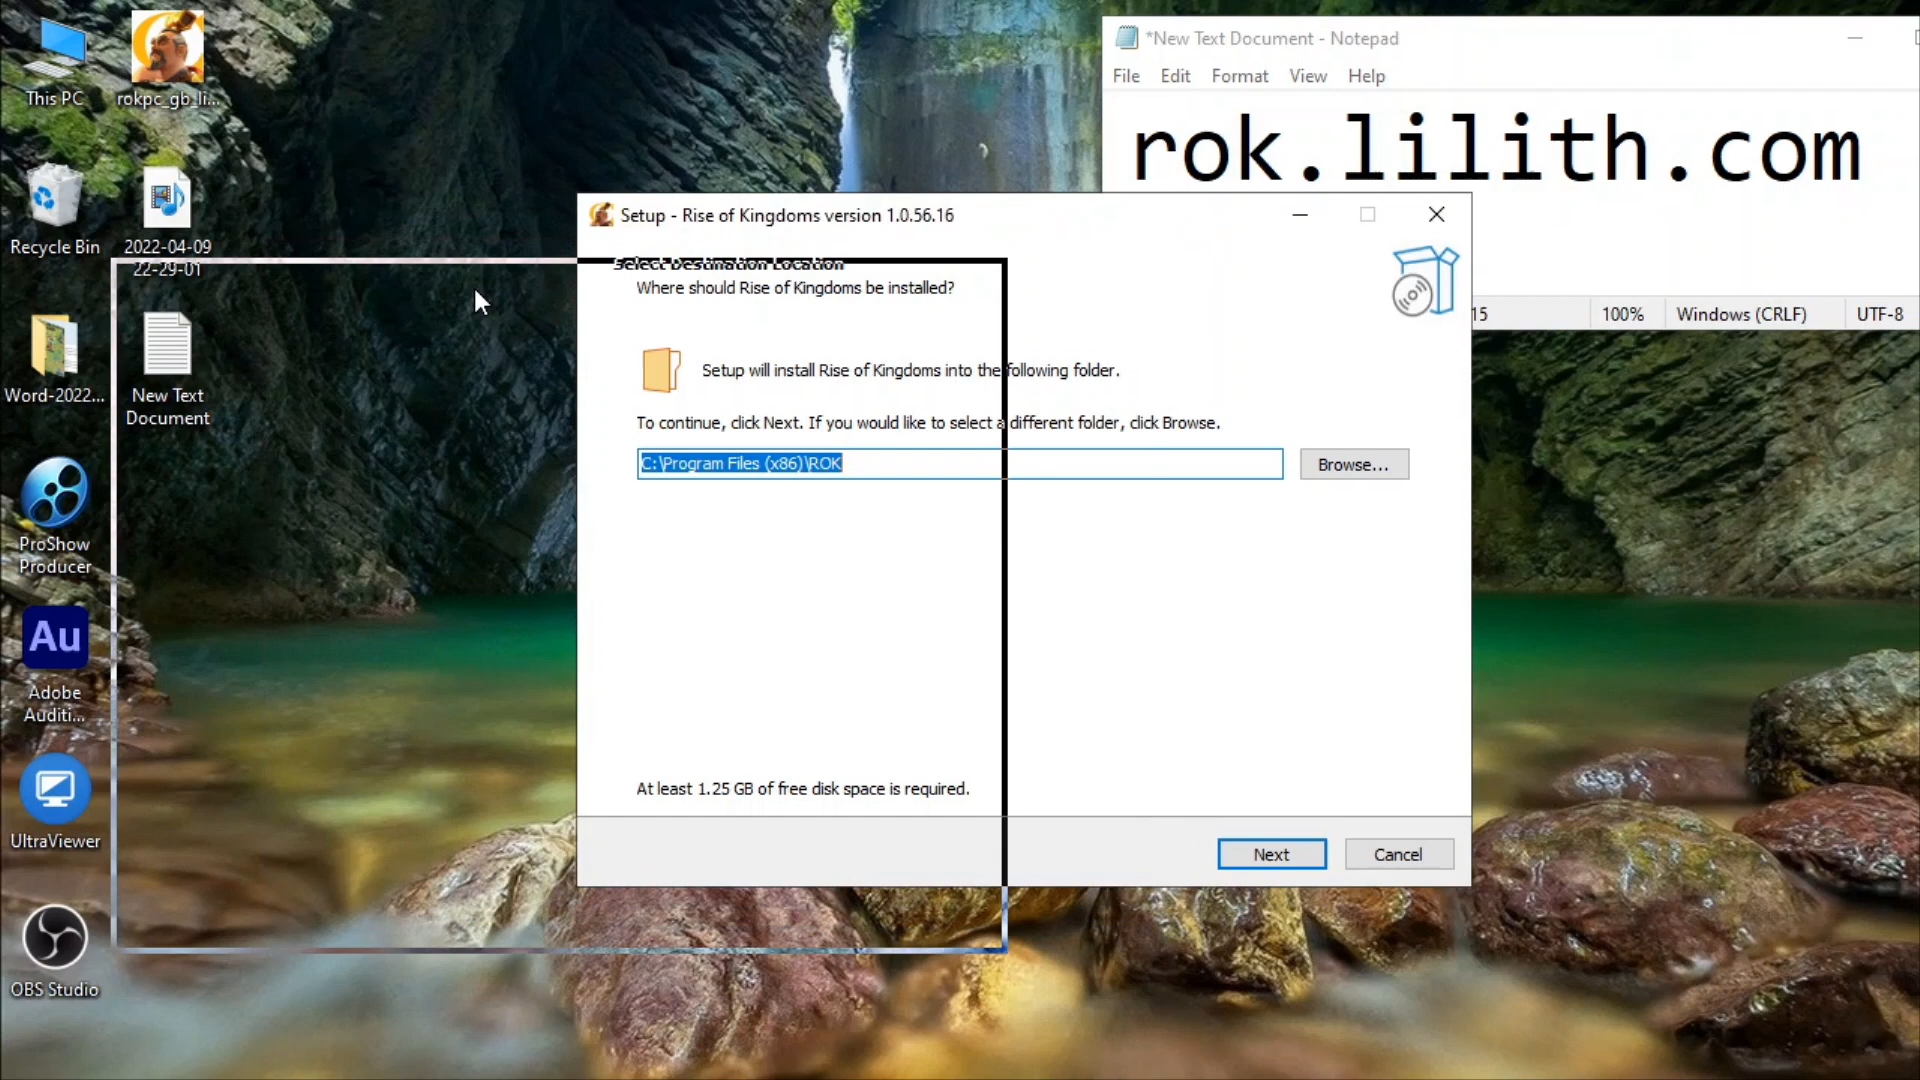 This PC
rokpc_gb_li...
Recycle Bin
2022-04-09
22-29-01
Word-2022...
New Text
Document
ProShow
Producer
Au
Adobe
Auditi...
UltraViewer
OBS Studio
*New Text Document - Notepad
File Edit Format View Help
rok.lilith.com
15 100% Windows (CRLF) UTF-8
Setup - Rise of Kingdoms version 1.0.56.16
Select Destination Location
Where should Rise of Kingdoms be installed?
Setup will install Rise of Kingdoms into the following folder.
To continue, click Next. If you would like to select a different folder, click Browse.
C:\Program Files (x86)\ROK
Browse...
At least 1.25 GB of free disk space is required.
Next Cancel